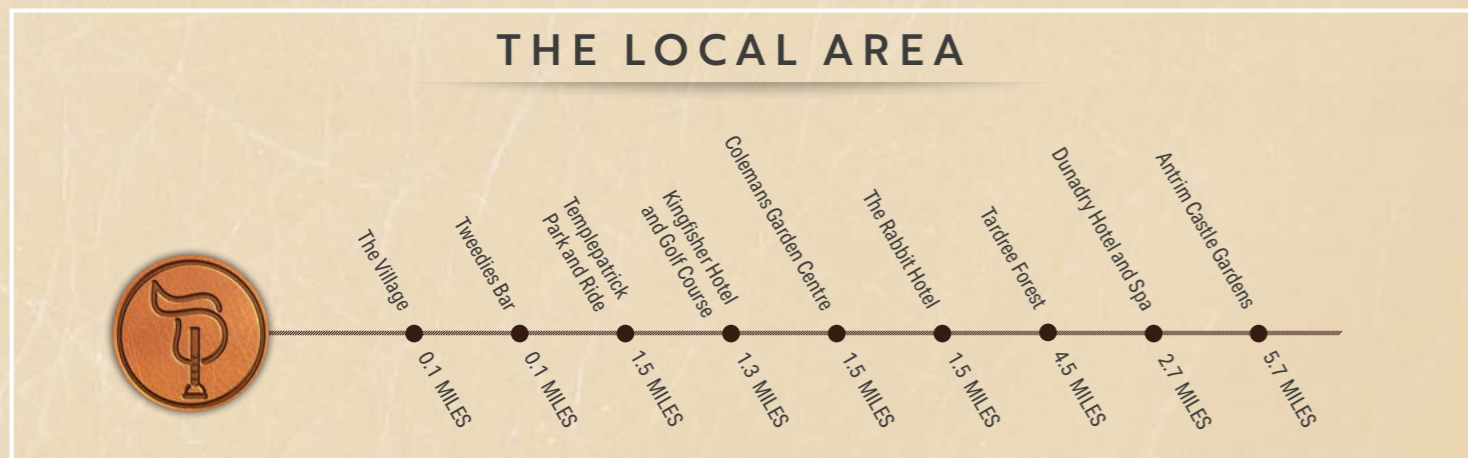 THE LOCAL AREA
The Village
Tweedies Bar
Templepatrick
Park and Ride
Kingfisher Hotel
and Golf Course
Colemans Garden Centre
The Rabbit Hotel
Tardree Forest
Dunadry Hotel and Spa
Antrim Castle Gardens
0.1 MILES
0.1 MILES
1.5 MILES
1.3 MILES
1.5 MILES
1.5 MILES
4.5 MILES
2.7 MILES
5.7 MILES